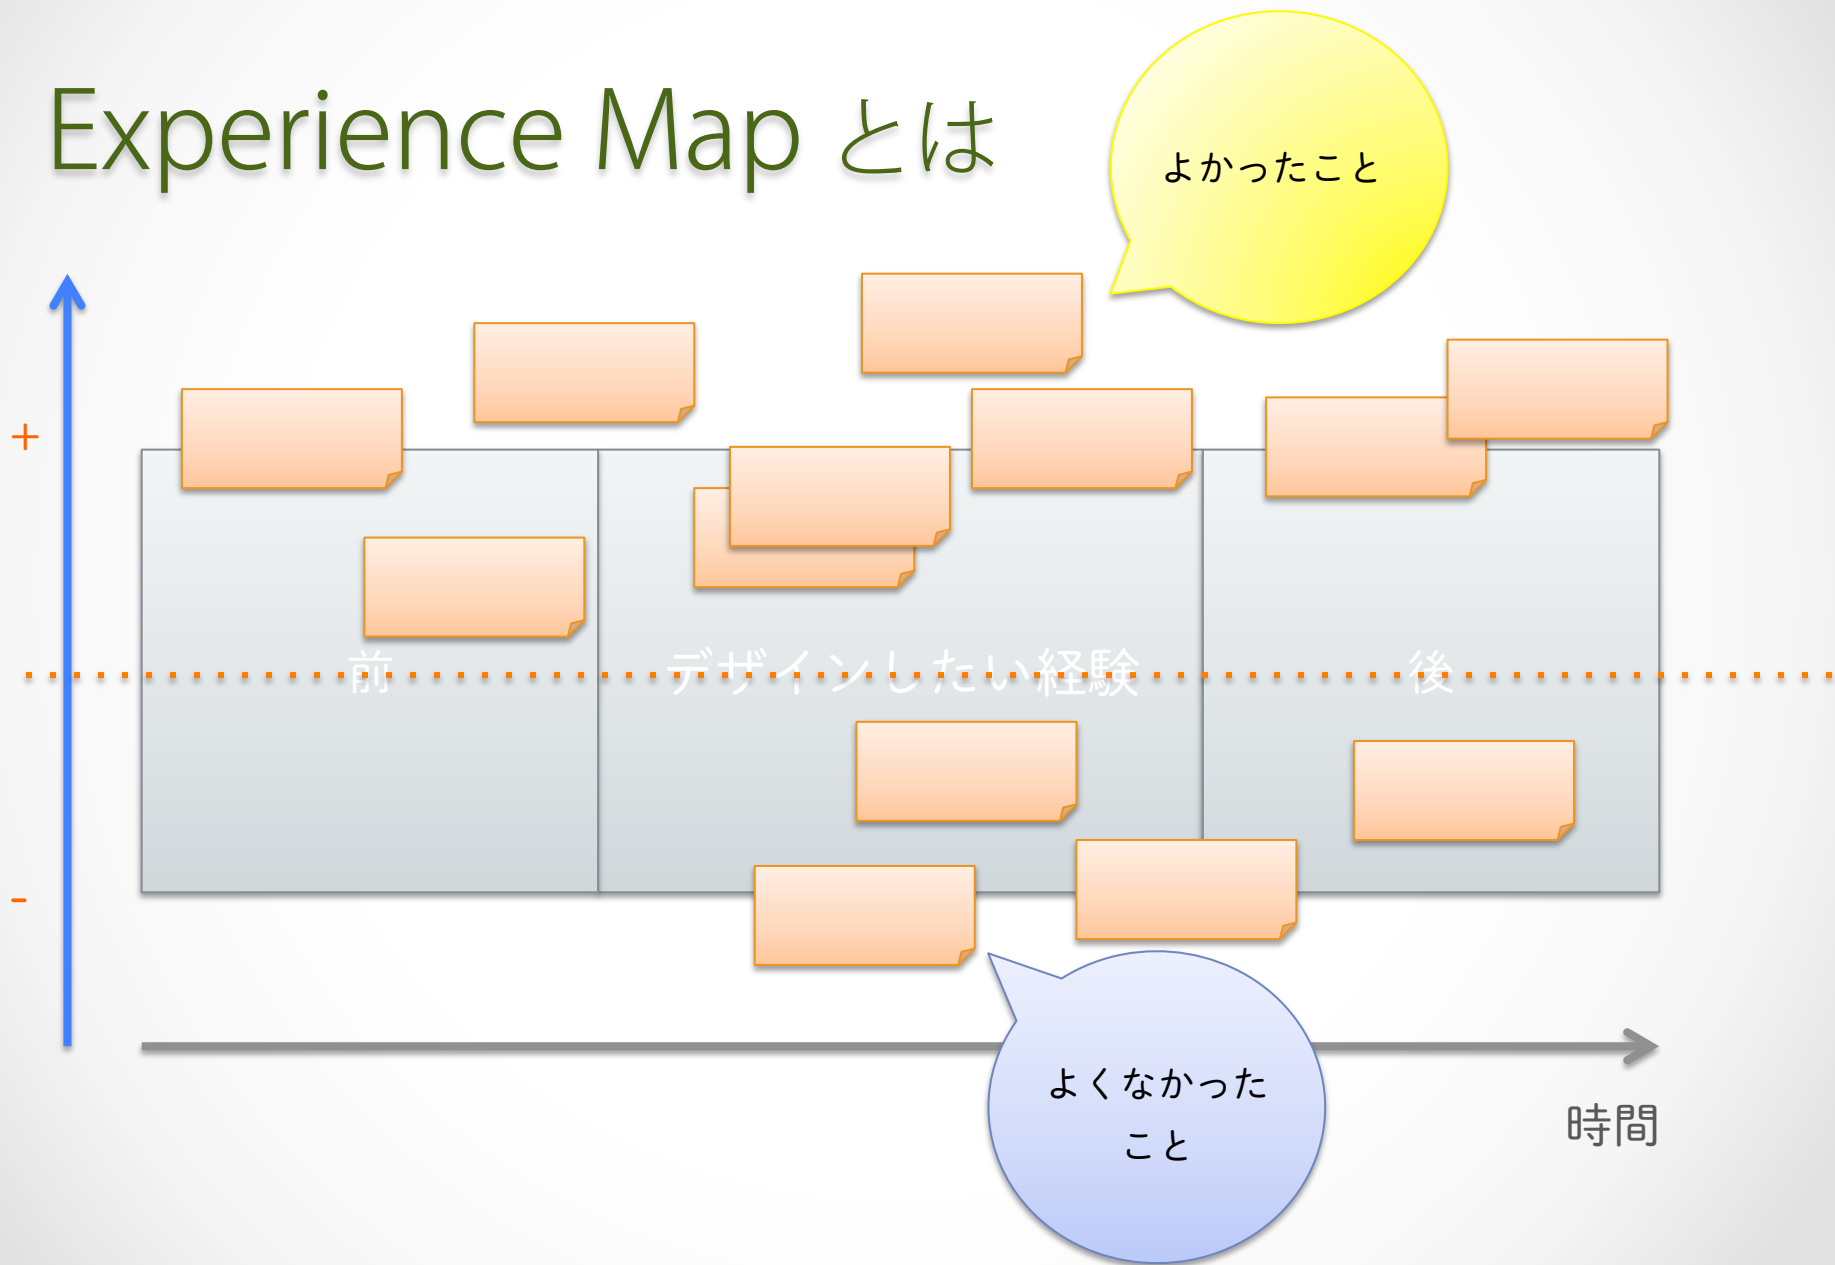 Experience Map とは
よかったこと
+
前
デザインしたい経験
後
-
よくなかった
こと
時間